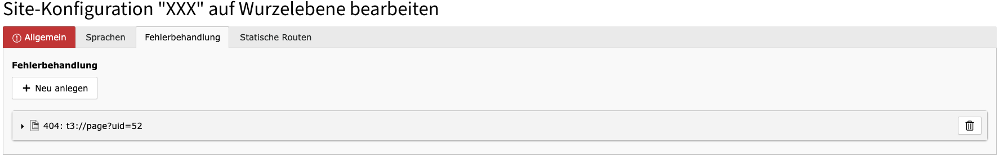 Site-Konfiguration "XXX" auf Wurzelebene bearbeiten
Allgemein Sprachen Fehlerbehandlung Statische Routen
Fehlerbehandlung
+ Neu anlegen
404: t3://page?uid=52